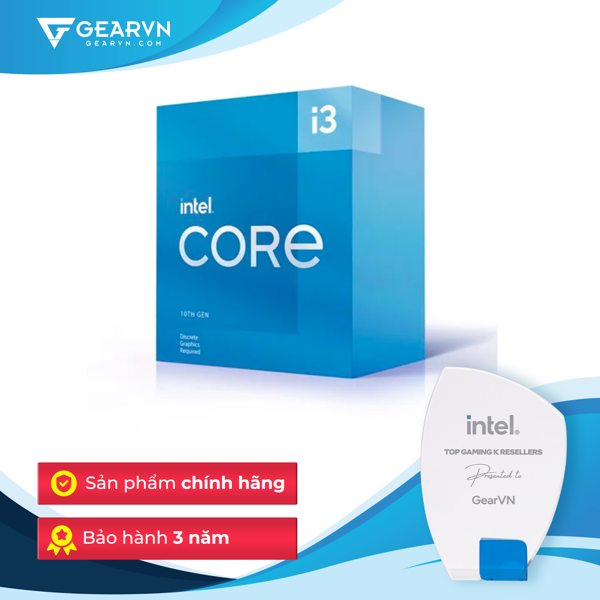 GEARVN
GEARVN.COM
i3
intel
CORE
10TH GEN
Discrete
Graphics
Required
Sản phẩm chính hãng
Bảo hành 3 năm
intel.
TOP GAMING K RESELLERS
Presented to
GearVN